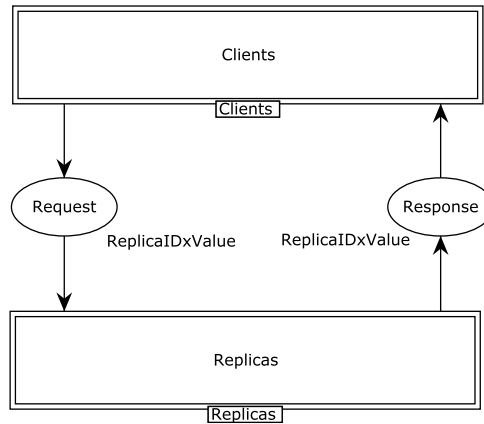 Clients
Clients
Request
Response
ReplicaIDxValue
ReplicaIDxValue
Replicas
Replicas